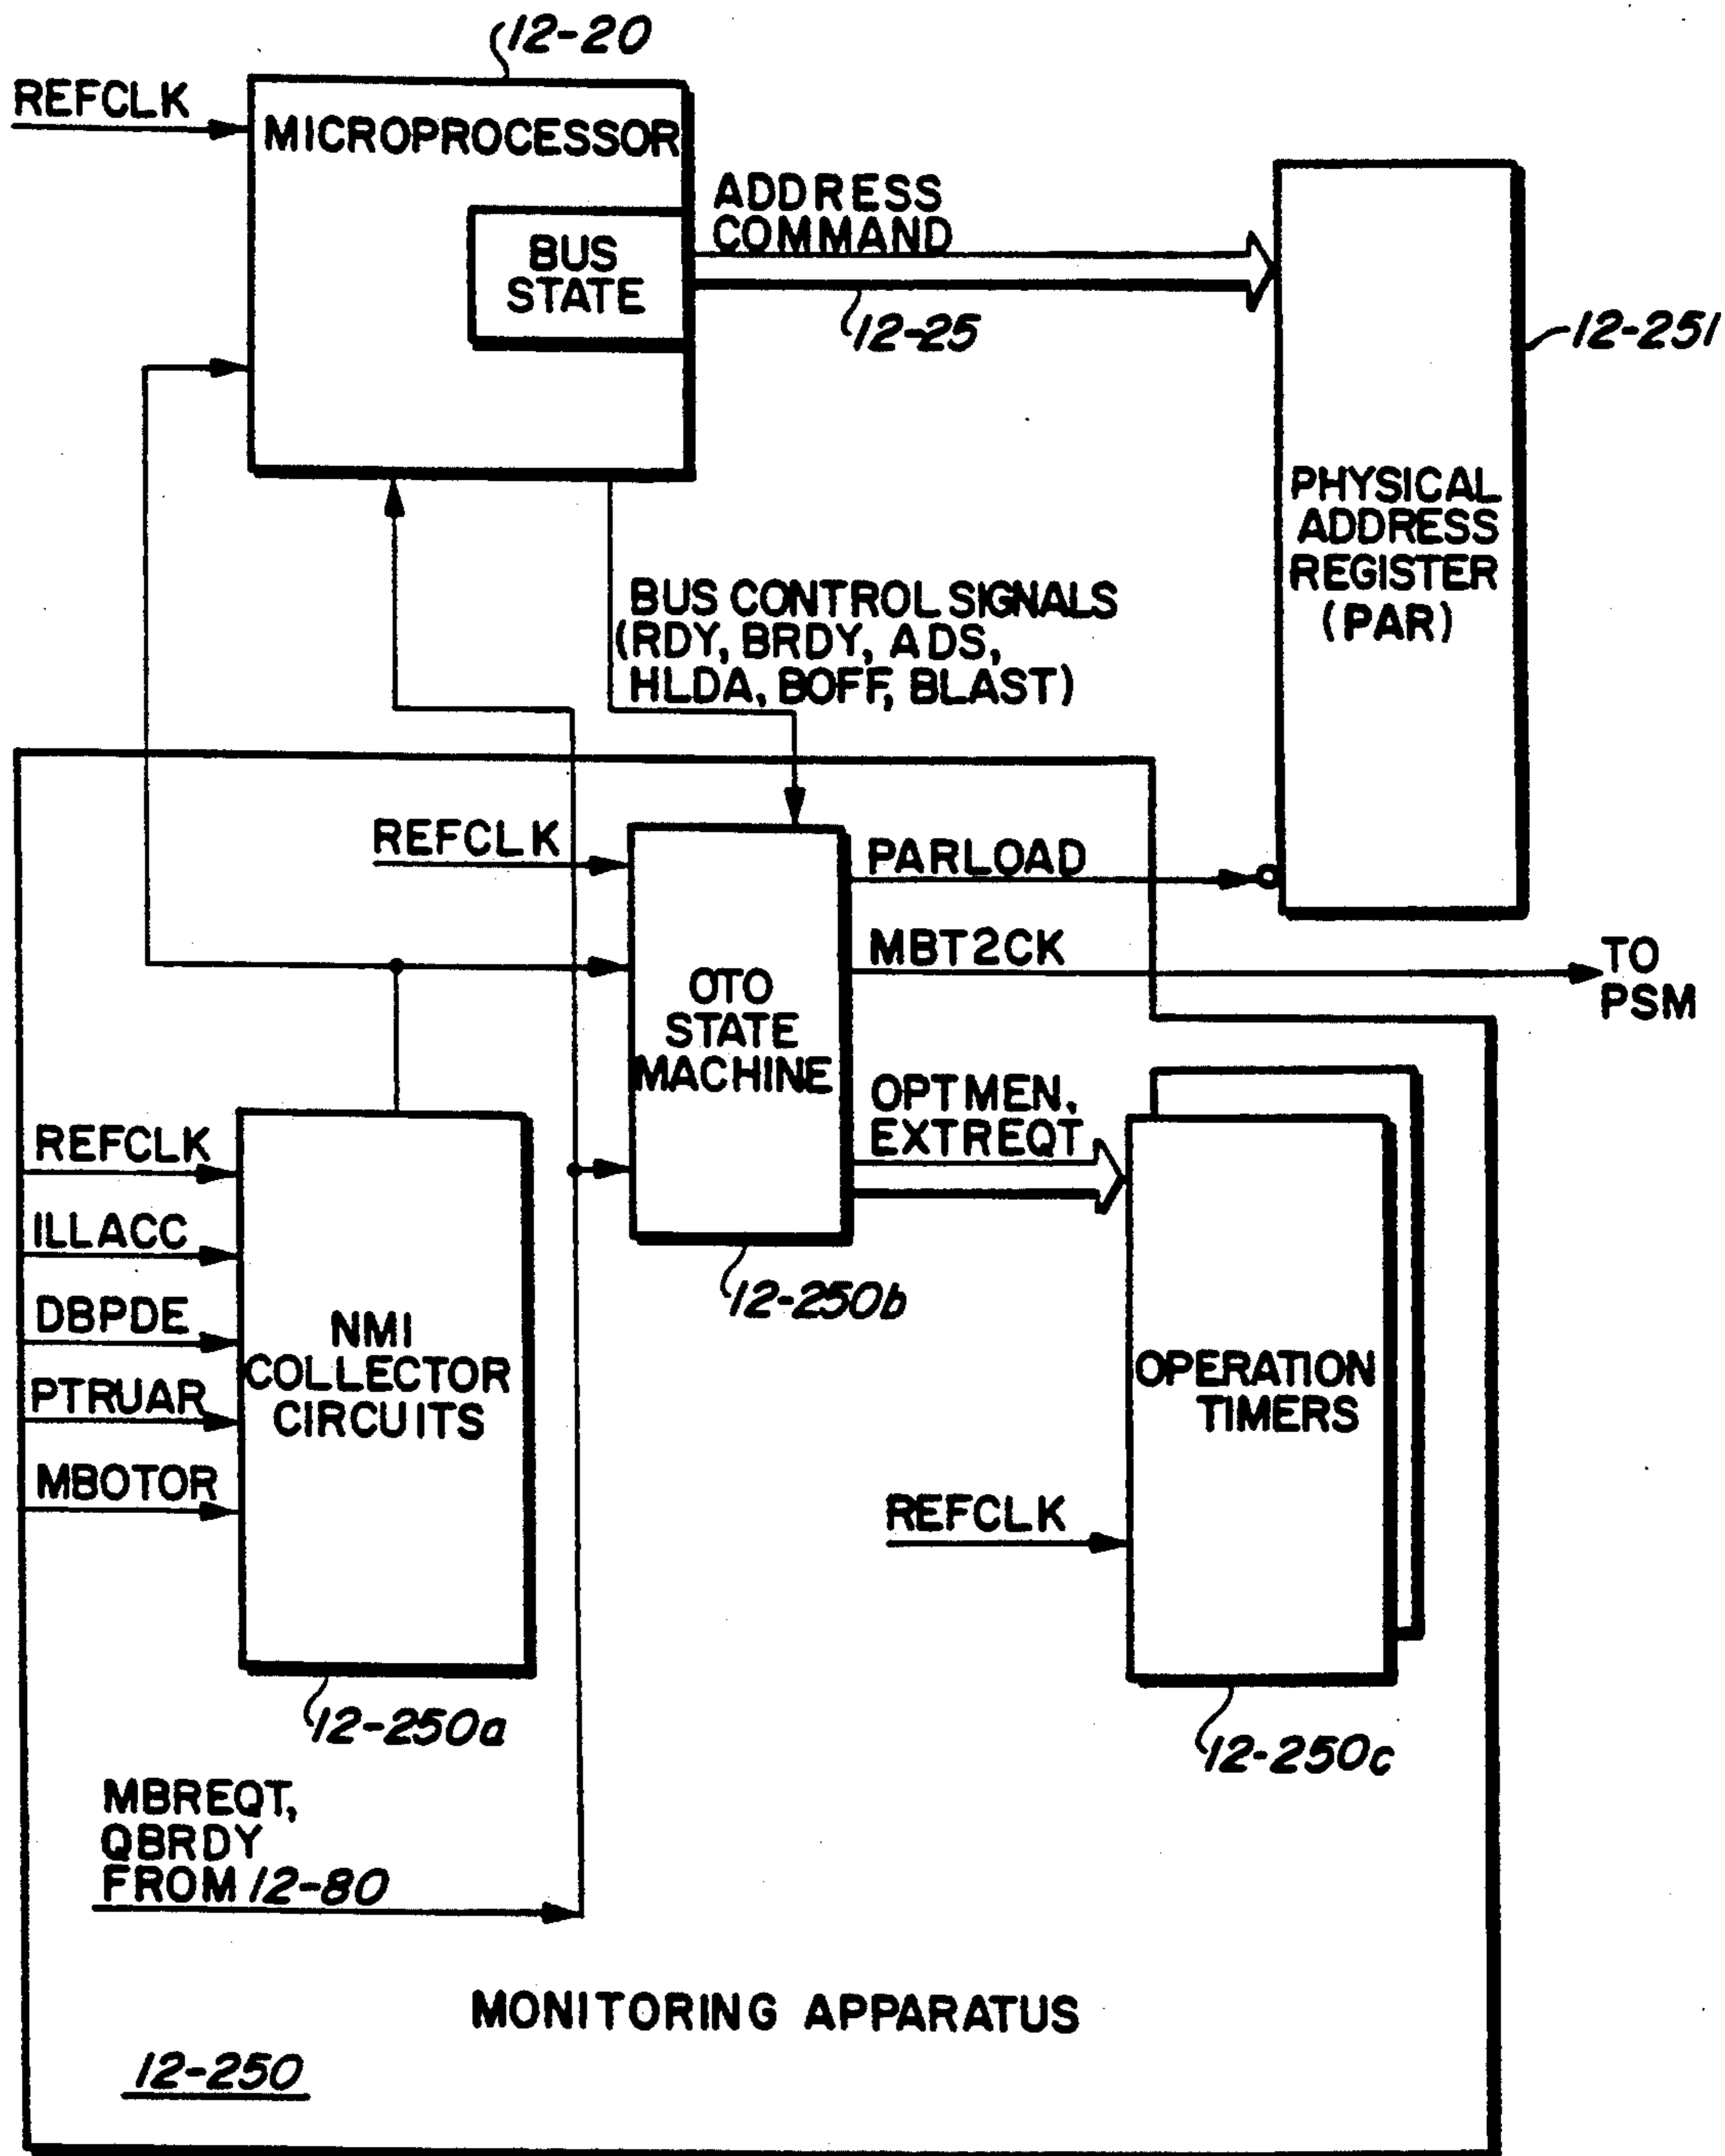 12-20
REFCLK
MICROPROCESSOR
BUS
STATE
ADDRESS
COMMAND
12-25
12-251
PHYSICAL
ADDRESS
REGISTER
(PAR)
BUS CONTROL SIGNALS
(RDY, BRDY, ADS,
HLDA, BOFF, BLAST)
REFCLK
OTO
STATE
MACHINE
12-250b
PARLOAD
MBT2CK
TO
PSM
OPTMEN,
EXTREQT
REFCLK
ILLACC
DBPDE
PTRUAR
MBOTOR
NMI
COLLECTOR
CIRCUITS
12-250a
OPERATION
TIMERS
REFCLK
12-250c
MBREQT,
QBRDY
FROM 12-80
MONITORING APPARATUS
12-250